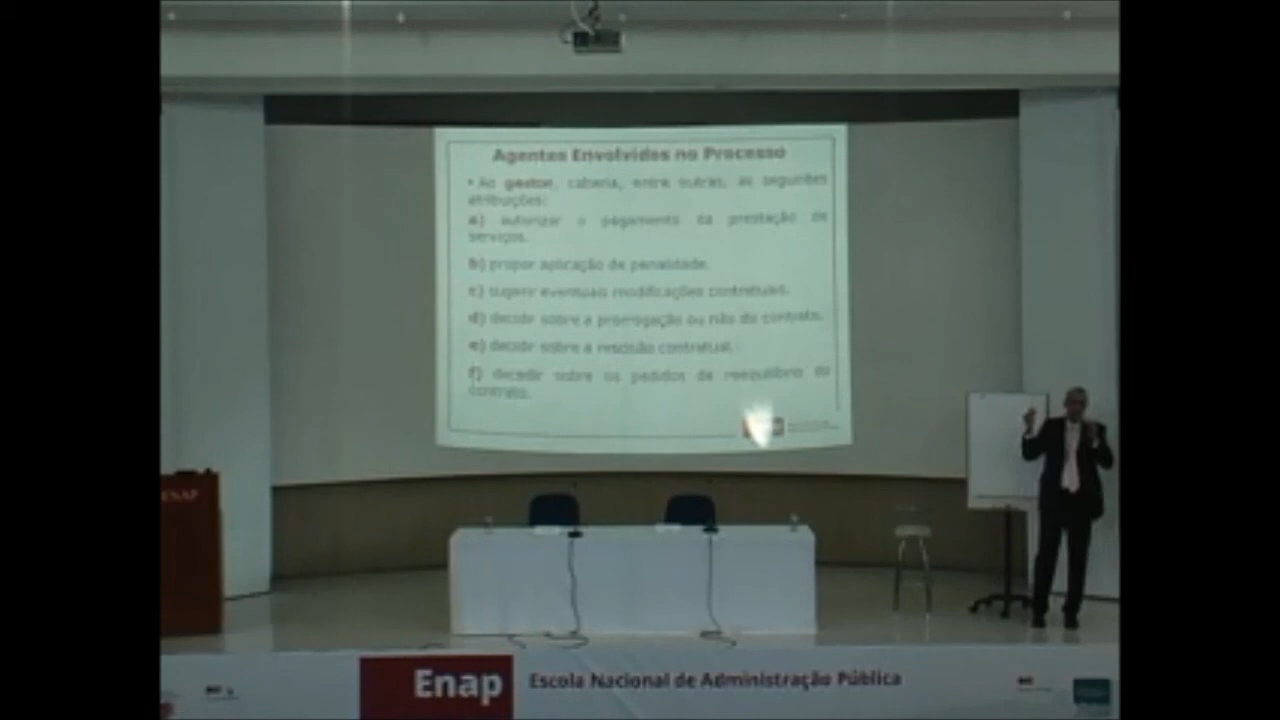 Agentes Envolvidos no Processo
• Ao gestor, caberia, entre outras, as seguintes
atribuições:
a) autorizar o pagamento da prestação de
serviços.
b) propor aplicação de penalidade.
c) sugerir eventuais modificações contratuais.
d) decidir sobre a prorrogação ou não do contrato.
e) decidir sobre a rescisão contratual.
f) decidir sobre os pedidos de reequilíbrio do
contrato.
ENAP
Enap Escola Nacional de Administração Pública